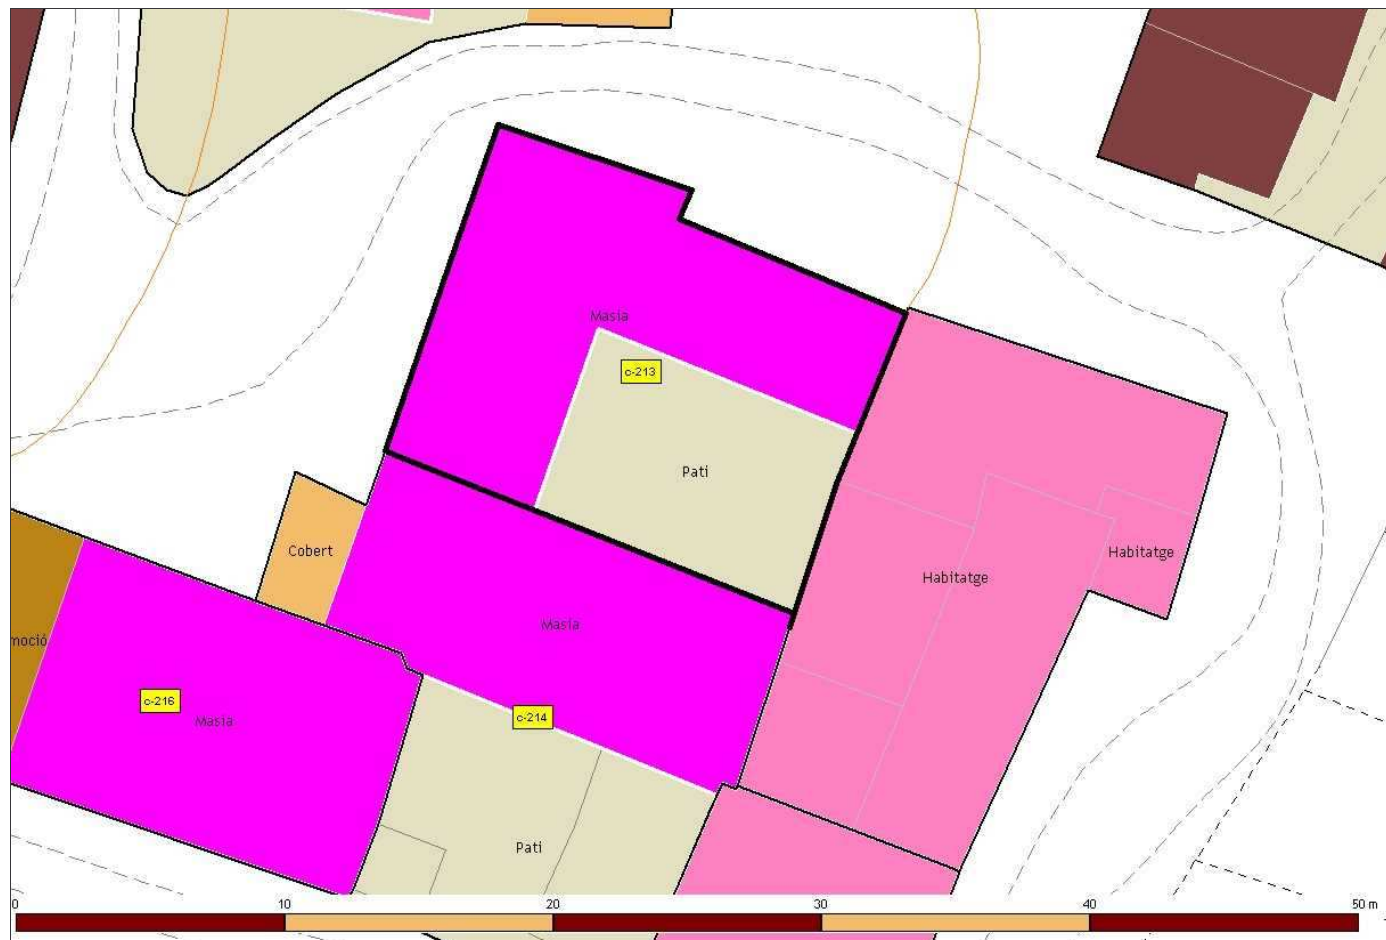 Masia
c-213
Pati
Cobert
Habitatge
Habitatge
Masia
moció
c-216
Masia
c-214
Pati
0 10 20 30 40 50 m